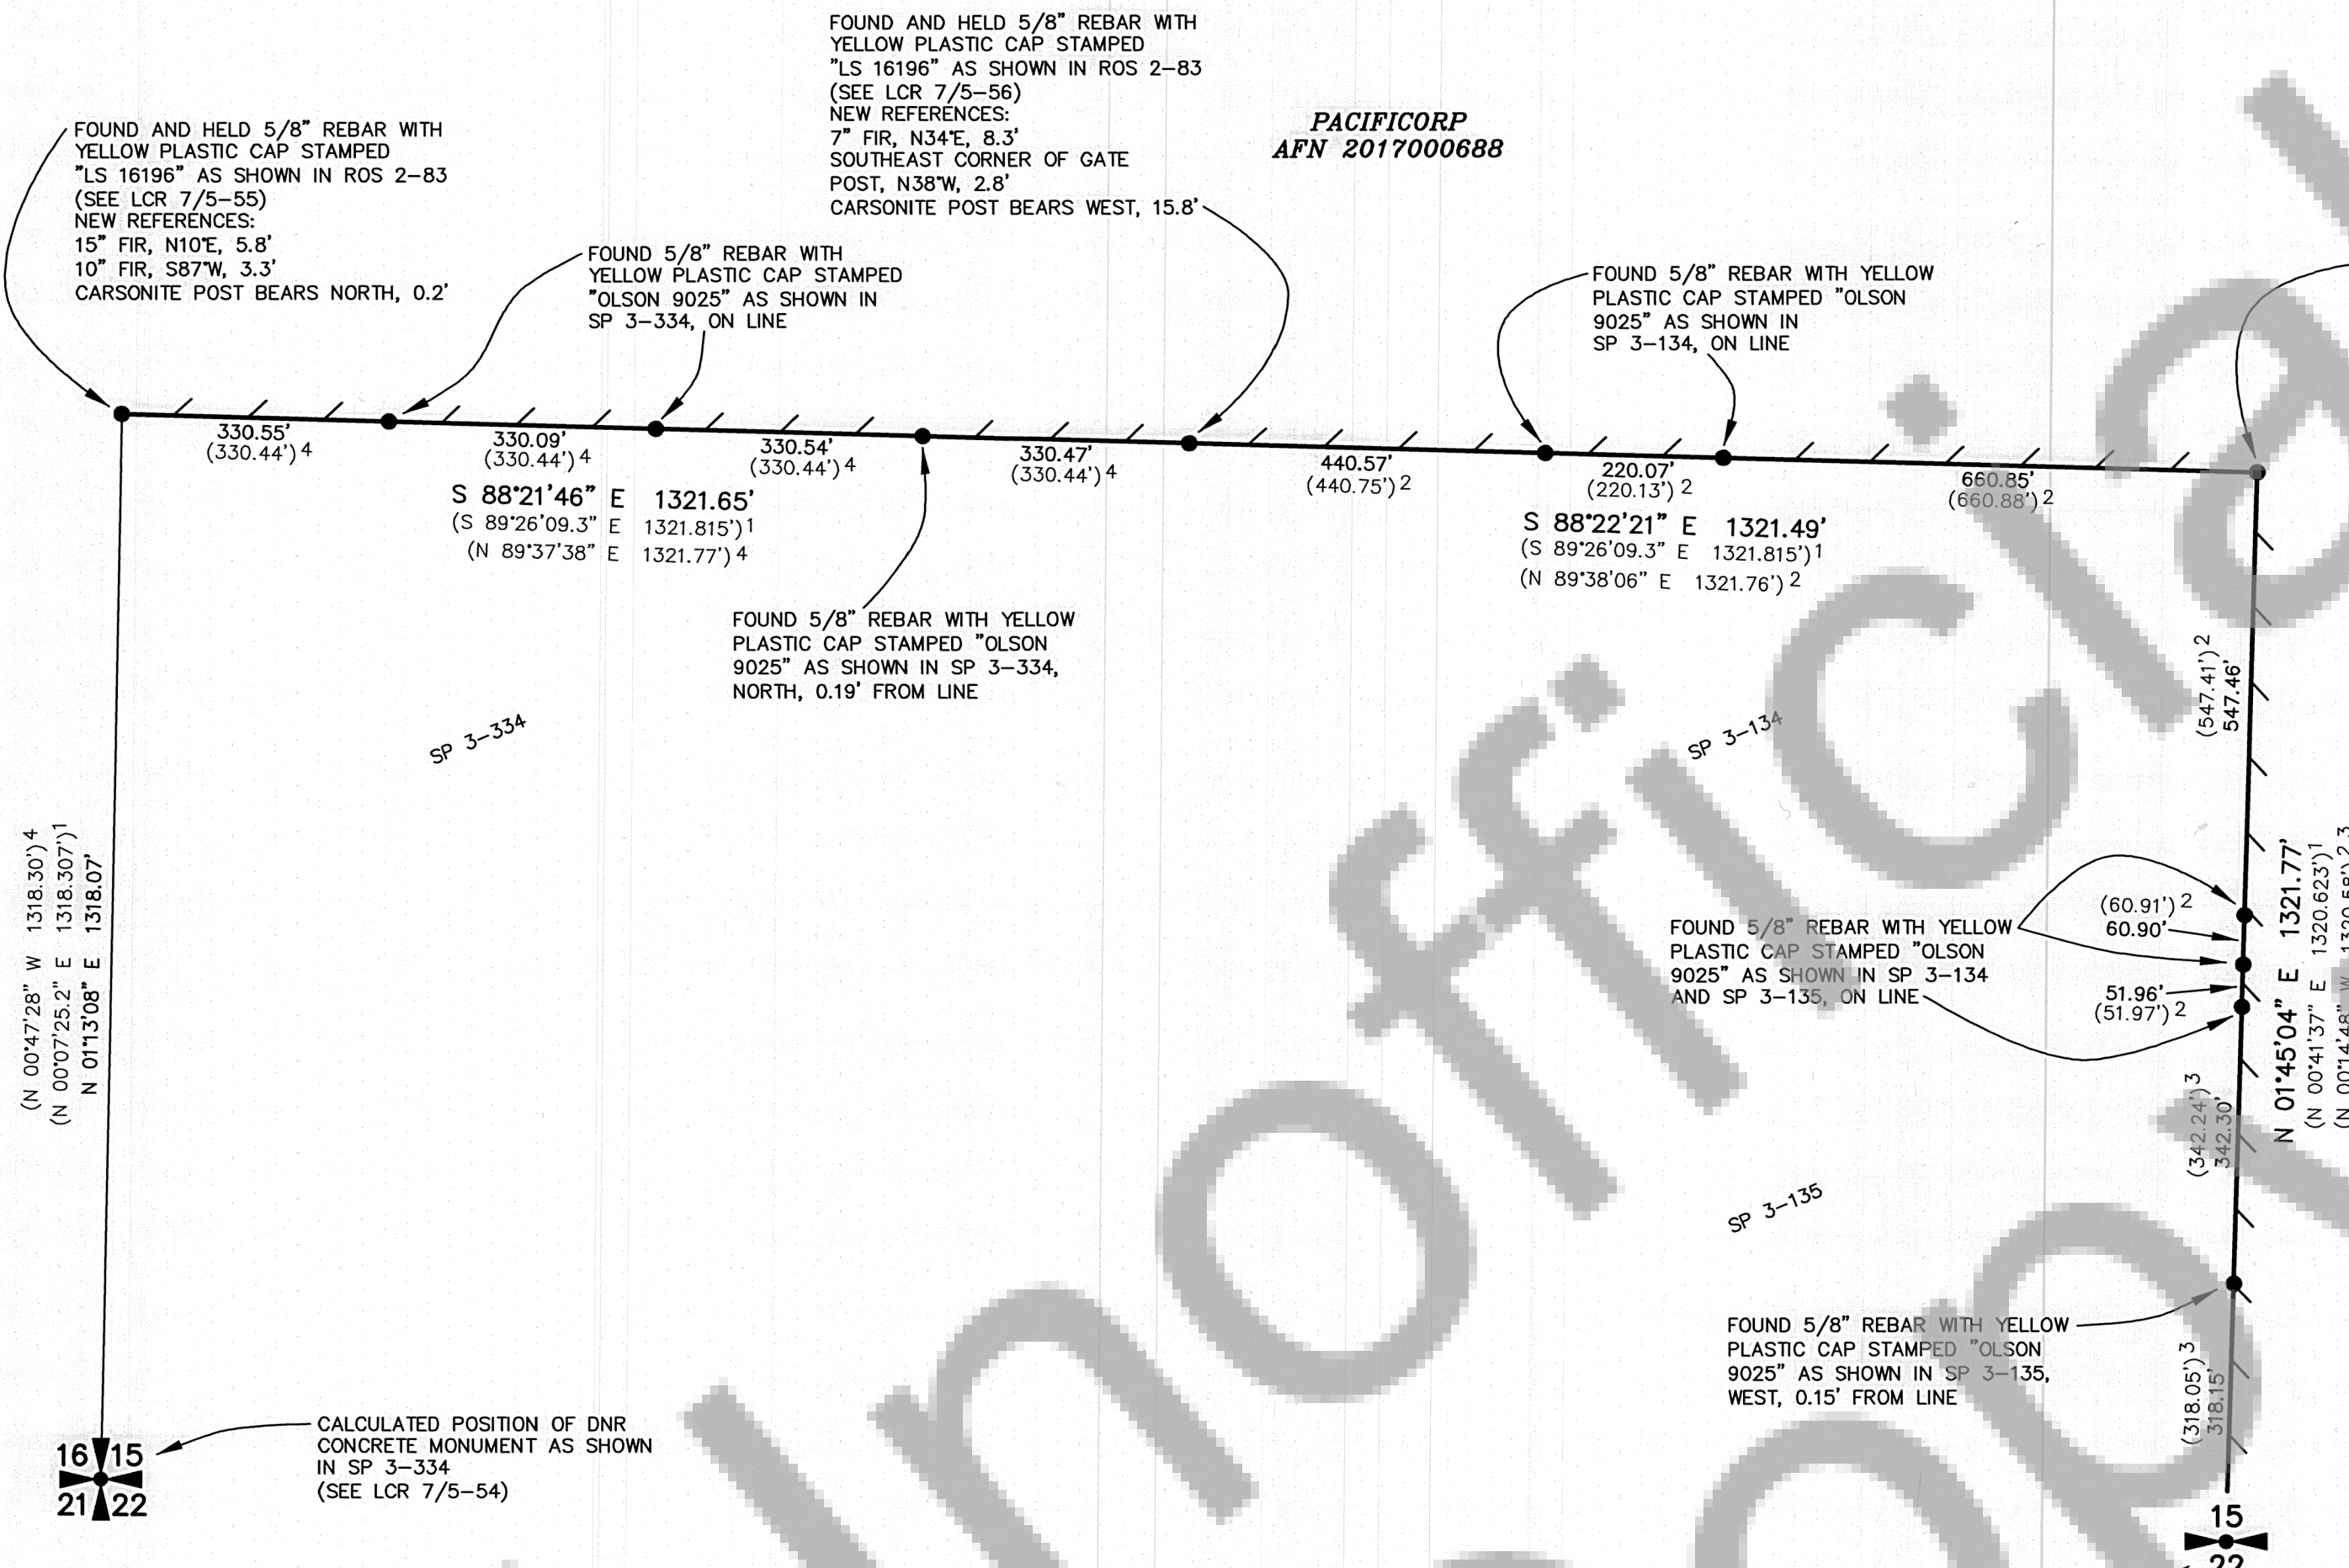 FOUND AND HELD 5/8" REBAR WITH
YELLOW PLASTIC CAP STAMPED
"LS 16196" AS SHOWN IN ROS 2-83
(SEE LCR 7/5-56)
NEW REFERENCES:
7" FIR, N34°E, 8.3'
SOUTHEAST CORNER OF GATE
POST, N38°W, 2.8'
CARSONITE POST BEARS WEST, 15.8'
PACIFICORP
AFN 2017000688
FOUND AND HELD 5/8" REBAR WITH
YELLOW PLASTIC CAP STAMPED
"LS 16196" AS SHOWN IN ROS 2-83
(SEE LCR 7/5-55)
NEW REFERENCES:
15" FIR, N10°E, 5.8'
10" FIR, S87°W, 3.3'
CARSONITE POST BEARS NORTH, 0.2'
FOUND 5/8" REBAR WITH
YELLOW PLASTIC CAP STAMPED
"OLSON 9025" AS SHOWN IN
SP 3-334, ON LINE
FOUND 5/8" REBAR WITH YELLOW
PLASTIC CAP STAMPED "OLSON
9025" AS SHOWN IN
SP 3-134, ON LINE
330.55'
(330.44') 4
330.09'
(330.44') 4
330.54'
(330.44') 4
330.47'
(330.44') 4
440.57'
(440.75') 2
220.07'
(220.13') 2
660.85'
(660.88') 2
S 88°21'46" E 1321.65'
(S 89°26'09.3" E 1321.815')1
(N 89°37'38" E 1321.77') 4
S 88°22'21" E 1321.49'
(S 89°26'09.3" E 1321.815')1
(N 89°38'06" E 1321.76') 2
FOUND 5/8" REBAR WITH YELLOW
PLASTIC CAP STAMPED "OLSON
9025" AS SHOWN IN SP 3-334,
NORTH, 0.19' FROM LINE
SP 3-334
SP 3-134
(547.41') 2
547.46'
(N 00°47'28" W 1318.30') 4
(N 00°07'25.2" E 1318.307')1
N 01°13'08" E 1318.07'
(60.91') 2
60.90'
FOUND 5/8" REBAR WITH YELLOW
PLASTIC CAP STAMPED "OLSON
9025" AS SHOWN IN SP 3-134
AND SP 3-135, ON LINE
51.96'
(51.97') 2
N 01°45'04" E 1321.77'
(N 00°41'37" E 1320.623')1
(N 00°14'48" W 1320.58') 2,3
(342.24') 3
342.30'
SP 3-135
FOUND 5/8" REBAR WITH YELLOW
PLASTIC CAP STAMPED "OLSON
9025" AS SHOWN IN SP 3-135,
WEST, 0.15' FROM LINE
(318.05') 3
318.15'
CALCULATED POSITION OF DNR
CONCRETE MONUMENT AS SHOWN
IN SP 3-334
(SEE LCR 7/5-54)
16 15
21 22
15
22
Unofficial